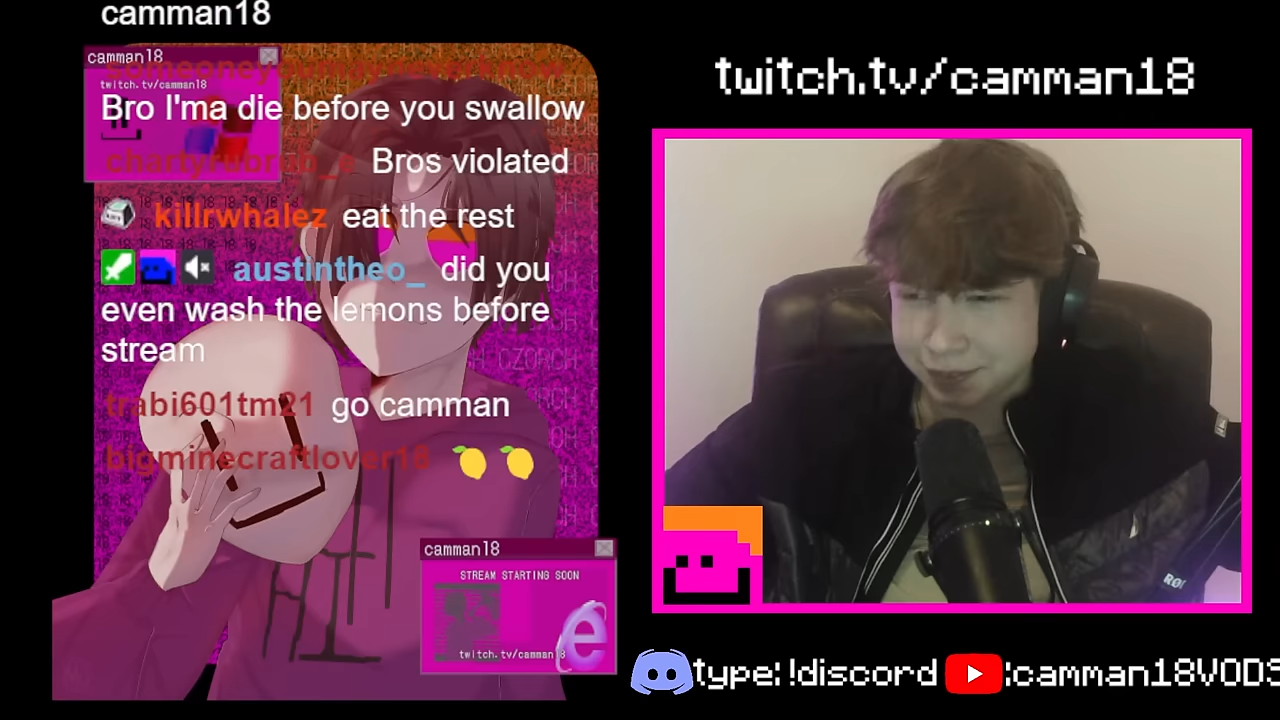 camman18
camman18
twitch.tv/camman18
Bro I'ma die before you swallow
Bros violated
killrwhalez eat the rest
austintheo_ did you
even wash the lemons before
stream
trabi601tm21 go camman
bigminecraftlover18
camman18
STREAM STARTING SOON
twitch.tv/camman18
twitch.tv/camman18
type: !discord
:camman18VODS